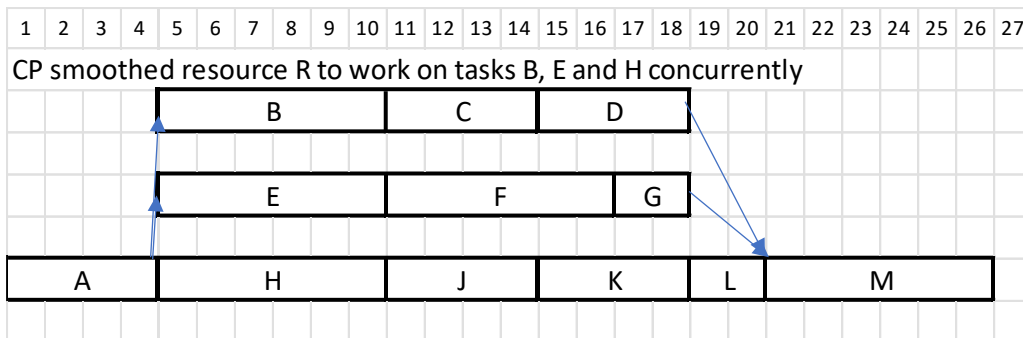 1 2 3 4 5 6 7 8 9 10 11 12 13 14 15 16 17 18 19 20 21 22 23 24 25 26 27
CP smoothed resource R to work on tasks B, E and H concurrently
B C D
E F G
A H J K L M